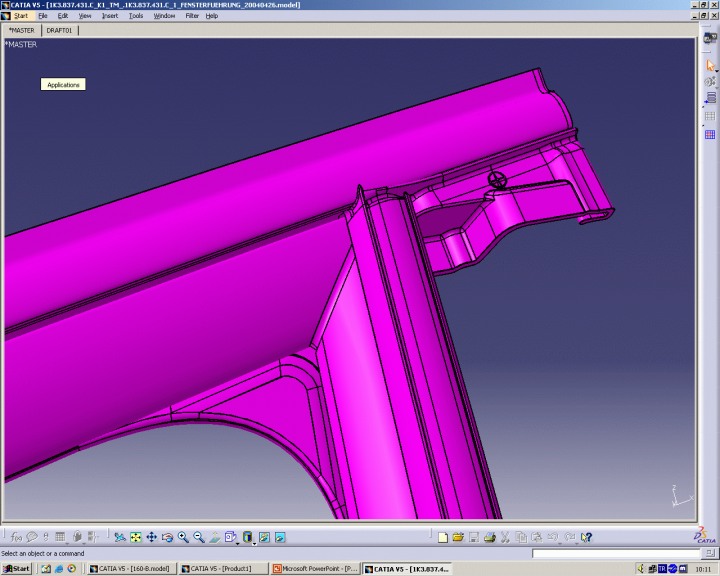 CATIA V5 - [1K3.837.431.C_K1_TM_.1K3.837.431.C_1_FENSTERFUEHRUNG_20040426.model]
Start File Edit View Insert Tools Window Filter Help
*MASTER DRAFT01
*MASTER
Applications
z
x
CATIA
Select an object or a command
Start CATIA V5 - [160-B.model] CATIA V5 - [Product1] Microsoft PowerPoint - [P... CATIA V5 - [1K3.837.4... TR 10:11